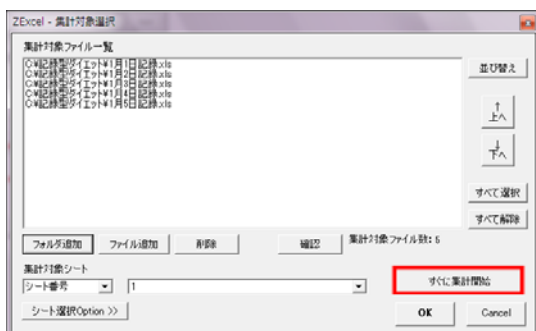 ZExcel - 集計対象選択
集計対象ファイル一覧
C:¥記録型ダイエット¥1月1日記録.xls
C:¥記録型ダイエット¥1月2日記録.xls
C:¥記録型ダイエット¥1月3日記録.xls
C:¥記録型ダイエット¥1月4日記録.xls
C:¥記録型ダイエット¥1月5日記録.xls
並び替え
↑
上へ
↓
下へ
すべて選択
すべて解除
フォルダ追加 ファイル追加 削除 確認 集計対象ファイル数: 5
集計対象シート
シート番号 1
すぐに集計開始
シート選択Option >>
OK Cancel